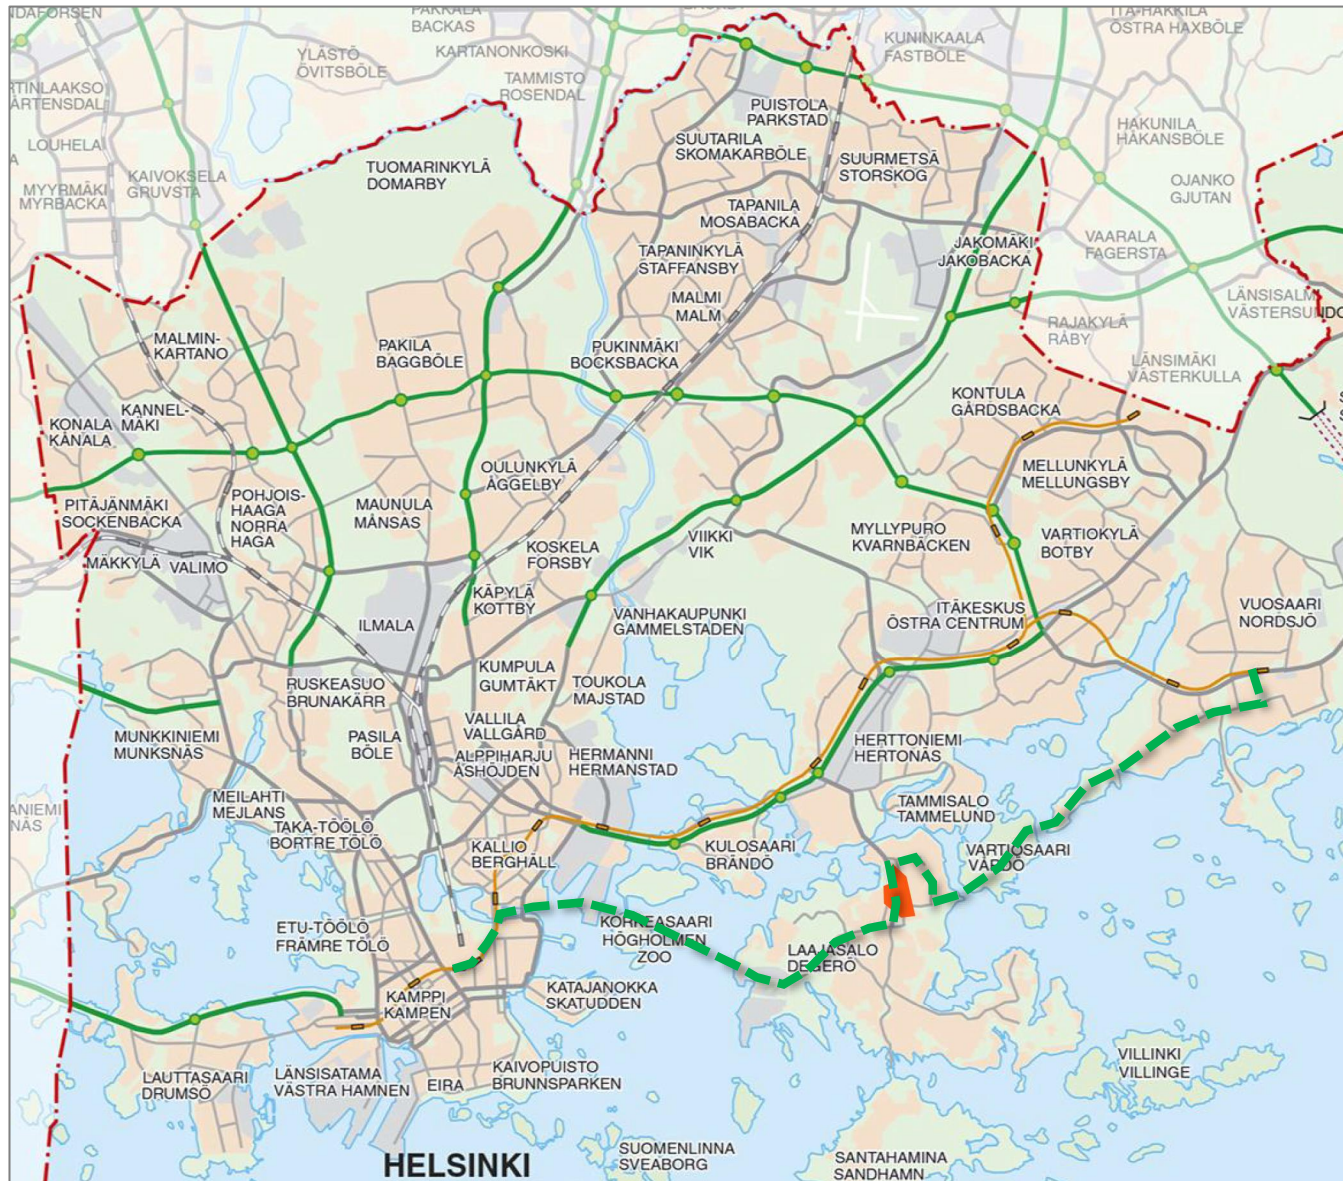 NDAFORSEN
PAKKALA
BACKAS
YLÄSTÖ
ÖVITSBÖLE
KARTANONKOSKI
TAMMISTO
ROSENDAL
KUNINKAALA
FASTBÖLE
ITÄ-HAKKILA
ÖSTRA HAXBÖLE
RTINLAAKSO
ÅRTENSDAL
LOUHELA
MYYRMÄKI
MYRBACKA
KAIVOKSELA
GRUVSTA
TUOMARINKYLÄ
DOMARBY
PUISTOLA
PARKSTAD
SUUTARILA
SKOMAKARBÖLE
SUURMETSÄ
STORSKOG
HAKUNILA
HÅKANSBÖLE
OJANKO
GJUTAN
TAPANILA
MOSABACKA
TAPANINKYLÄ
STAFFANSBY
JAKOMÄKI
JAKOBACKA
VAARALA
FAGERSTA
MALMI
MALM
LÄNSISALM
VÄSTERSUND
RAJAKYLÄ
RÅBY
LÄNSIMÄKI
VÄSTERKULLA
MALMIN-
KARTANO
PAKILA
BAGGBÖLE
PUKINMÄKI
BOCKSBACKA
KONTULA
GÅRDSBACKA
KANNEL-
MÄKI
KONALA
KÅNALA
OULUNKYLÄ
ÅGGELBY
MELLUNKYLÄ
MELLUNGSBY
PITÄJÄNMÄKI
SOCKENBACKA
POHJOIS-
HAAGA
NORRA
HAGA
MAUNULA
MÅNSAS
VIIKKI
VIK
MYLLYPURO
KVARNBÄCKEN
VARTIOKYLÄ
BOTBY
KOSKELA
FORSBY
MÄKKYLÄ
VALIMO
KÄPYLÄ
KOTTBY
ILMALA
VANHAKAUPUNKI
GAMMELSTADEN
ITÄKESKUS
ÖSTRA CENTRUM
VUOSAARI
NORDSJÖ
KUMPULA
GUMTÄKT
TOUKOLA
MAJSTAD
RUSKEASUO
BRUNAKÄRR
VALLILA
VALLGÅRD
MUNKKINIEMI
MUNKSNÄS
PASILA
BÖLE
ALPPIHARJU
ÅSHÖJDEN
HERMANNI
HERMANSTAD
HERTTONIEMI
HERTONÄS
MEILAHTI
MEJLANS
TAKA-TÖÖLÖ
BORTRE TÖLÖ
TAMMISALO
TAMMELUND
ANIEMI
NÄS
KALLIO
BERGHÄLL
KULOSAARI
BRÄNDÖ
VARTIOSAARI
VÅRDÖ
ETU-TÖÖLÖ
FRÄMRE TÖLÖ
KORKEASAARI
HÖGHOLMEN
ZOO
LAAJASALO
DEGERÖ
KAMPPI
KAMPEN
KATAJANOKKA
SKATUDDEN
LAUTTASAARI
DRUMSÖ
LÄNSISATAMA
VÄSTRA HAMNEN
EIRA
KAIVOPUISTO
BRUNNSPARKEN
VILLINKI
VILLINGE
HELSINKI
SUOMENLINNA
SVEABORG
SANTAHAMINA
SANDHAMN